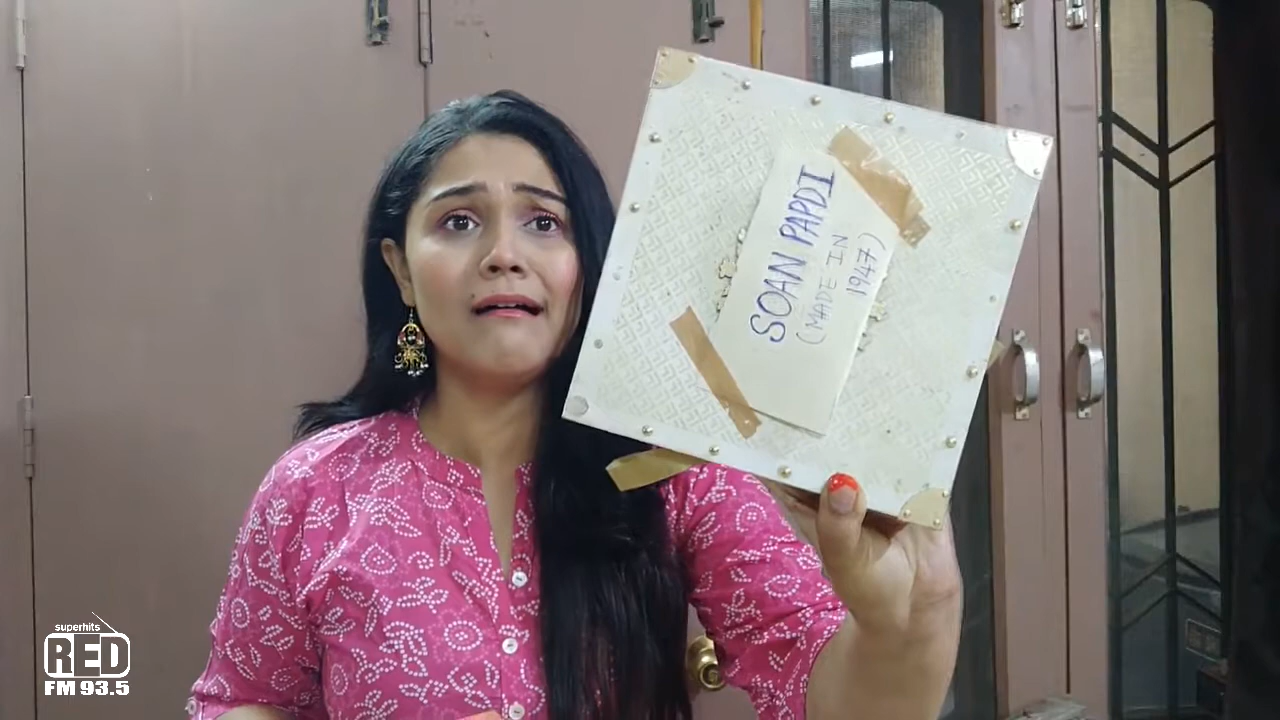 SOAN PAPDI
(MADE IN
1947)
superhits
RED
FM 93.5